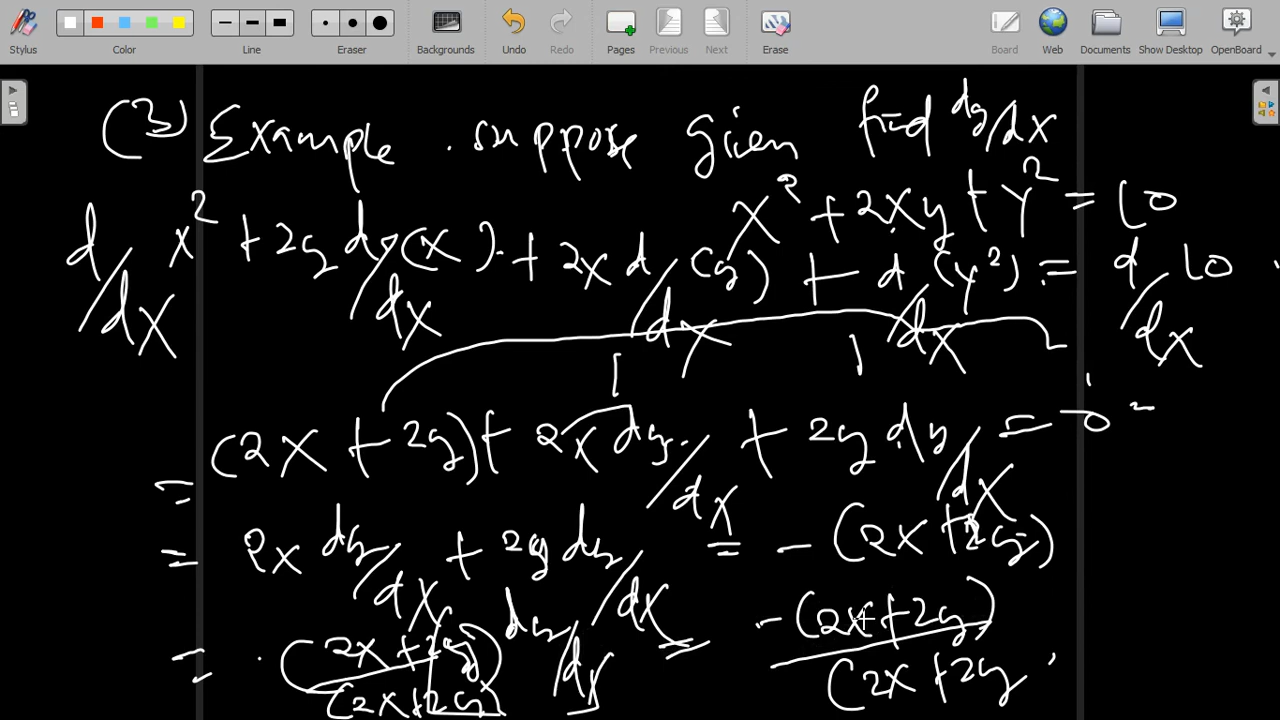 Stylus Color Line Eraser Backgrounds Undo Redo Pages Previous Next Erase Board Web Documents Show Desktop OpenBoard
(3) Example . suppose given find dy/dx
x² + 2xy + y² = 10
d/dx x² + 2y d/dx (x) + 2x d/dx (y) + d/dx (y²) = d/dx 10
= (2x + 2y) + 2x dy/dx + 2y dy/dx = 0
= 2x dy/dx + 2y dy/dx = - (2x + 2y)
= (2x + 2y)/(2x + 2y) dy/dx = -(2x + 2y)/(2x + 2y